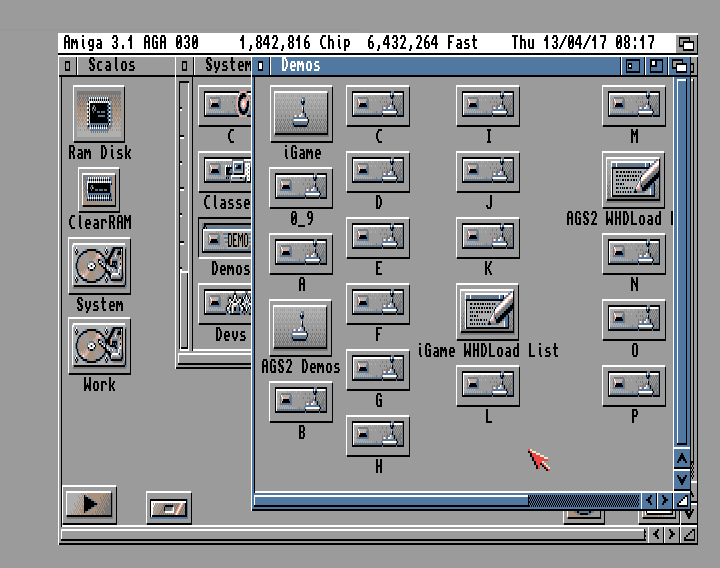 Amiga 3.1 AGA 030 1,842,816 Chip 6,432,264 Fast Thu 13/04/17 08:17
Scalos
System
Demos
Ram Disk
ClearRAM
System
Work
C
Classe
DEMO
Demos
Devs
iGame
0_9
A
AGS2 Demos
B
C
D
E
F
G
H
I
J
K
iGame WHDLoad List
L
M
AGS2 WHDLoad
N
O
P